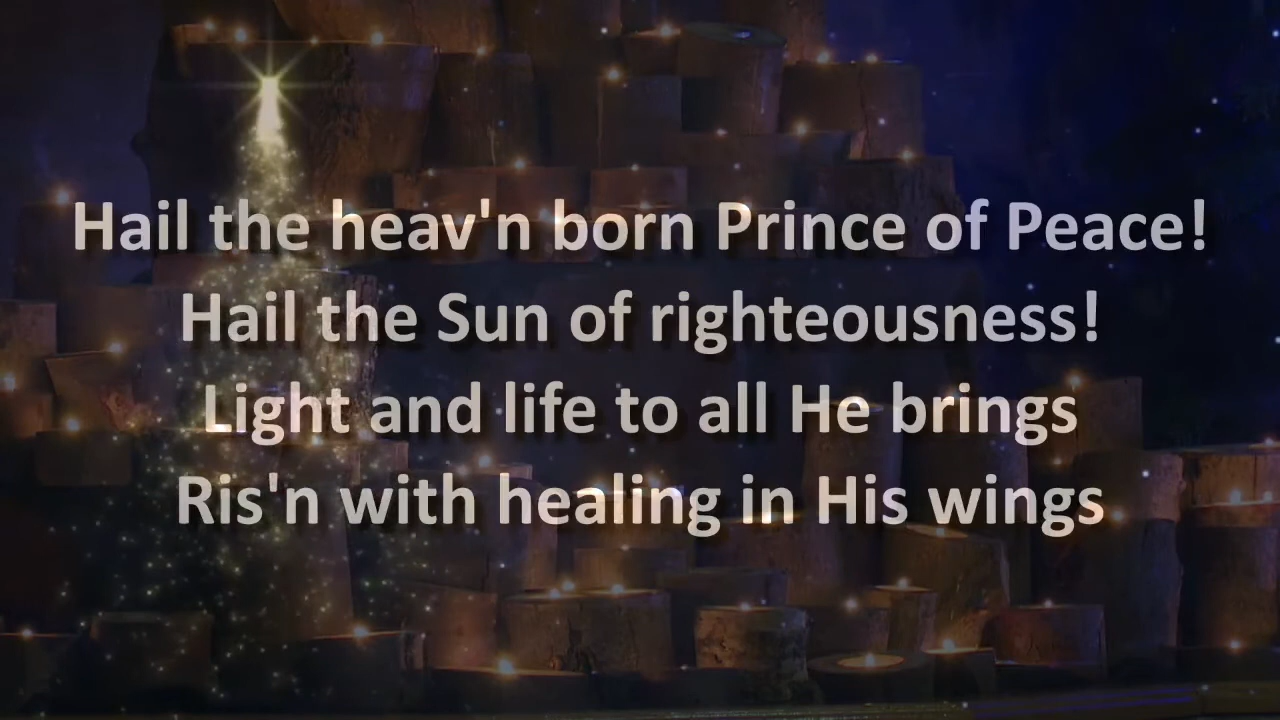 Hail the heav'n born Prince of Peace!
Hail the Sun of righteousness!
Light and life to all He brings
Ris'n with healing in His wings